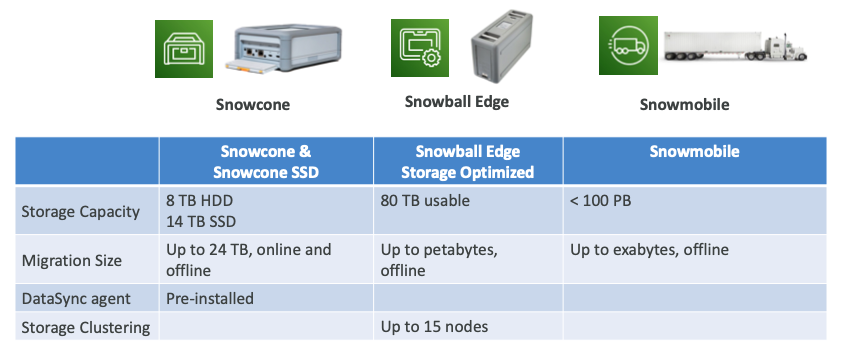 Snowcone
Snowball Edge
Snowmobile
Snowcone &
Snowcone SSD
Snowball Edge
Storage Optimized
Snowmobile
Storage Capacity
8 TB HDD
14 TB SSD
80 TB usable
< 100 PB
Migration Size
Up to 24 TB, online and
offline
Up to petabytes,
offline
Up to exabytes, offline
DataSync agent
Pre-installed
Storage Clustering
Up to 15 nodes